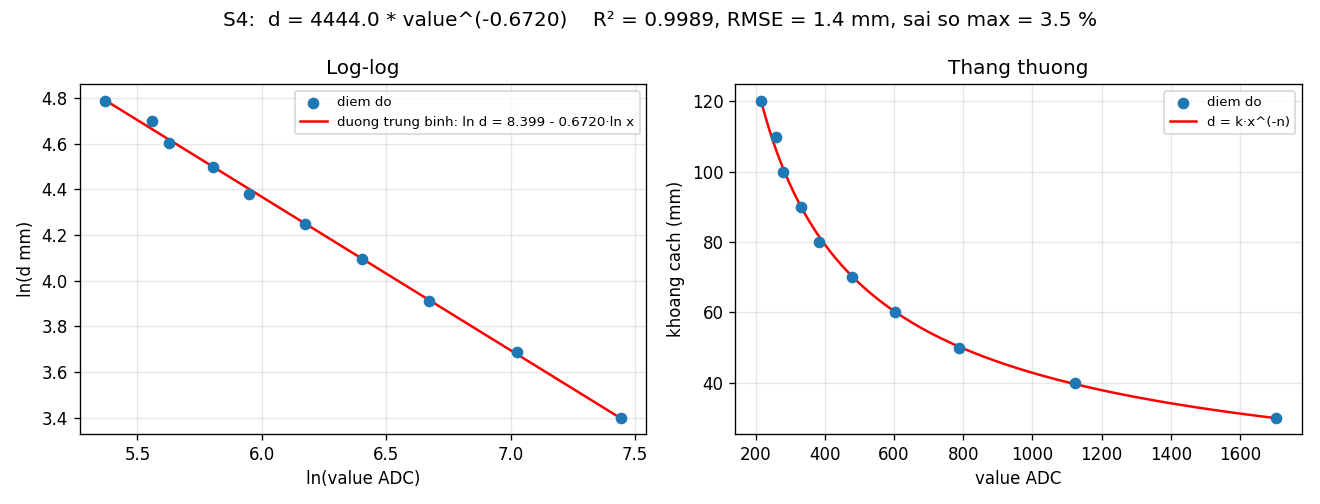 S4:  d = 4444.0 * value^(-0.6720)    R² = 0.9989, RMSE = 1.4 mm, sai so max = 3.5 %
Log-log
diem do
duong trung binh: ln d = 8.399 - 0.6720·ln x
ln(d mm)
4.8
4.6
4.4
4.2
4.0
3.8
3.6
3.4
5.5
6.0
6.5
7.0
7.5
ln(value ADC)
Thang thuong
diem do
d = k·x^(-n)
khoang cach (mm)
120
100
80
60
40
200
400
600
800
1000
1200
1400
1600
value ADC